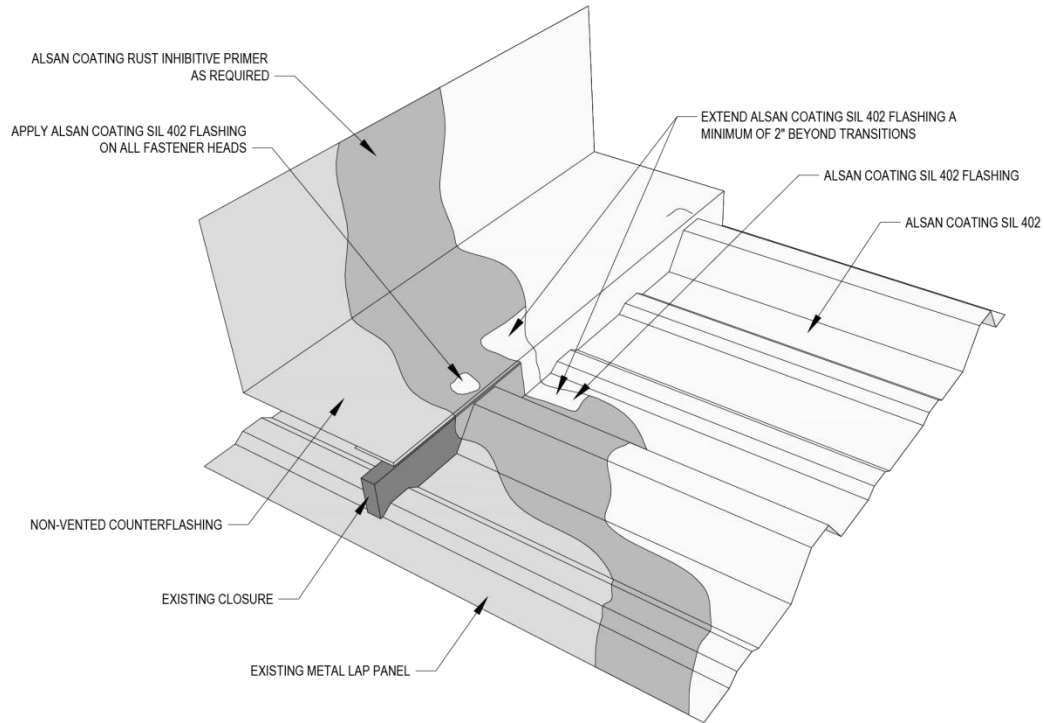 ALSAN COATING RUST INHIBITIVE PRIMER
AS REQUIRED
APPLY ALSAN COATING SIL 402 FLASHING
ON ALL FASTENER HEADS
EXTEND ALSAN COATING SIL 402 FLASHING A
MINIMUM OF 2" BEYOND TRANSITIONS
ALSAN COATING SIL 402 FLASHING
ALSAN COATING SIL 402
NON-VENTED COUNTERFLASHING
EXISTING CLOSURE
EXISTING METAL LAP PANEL